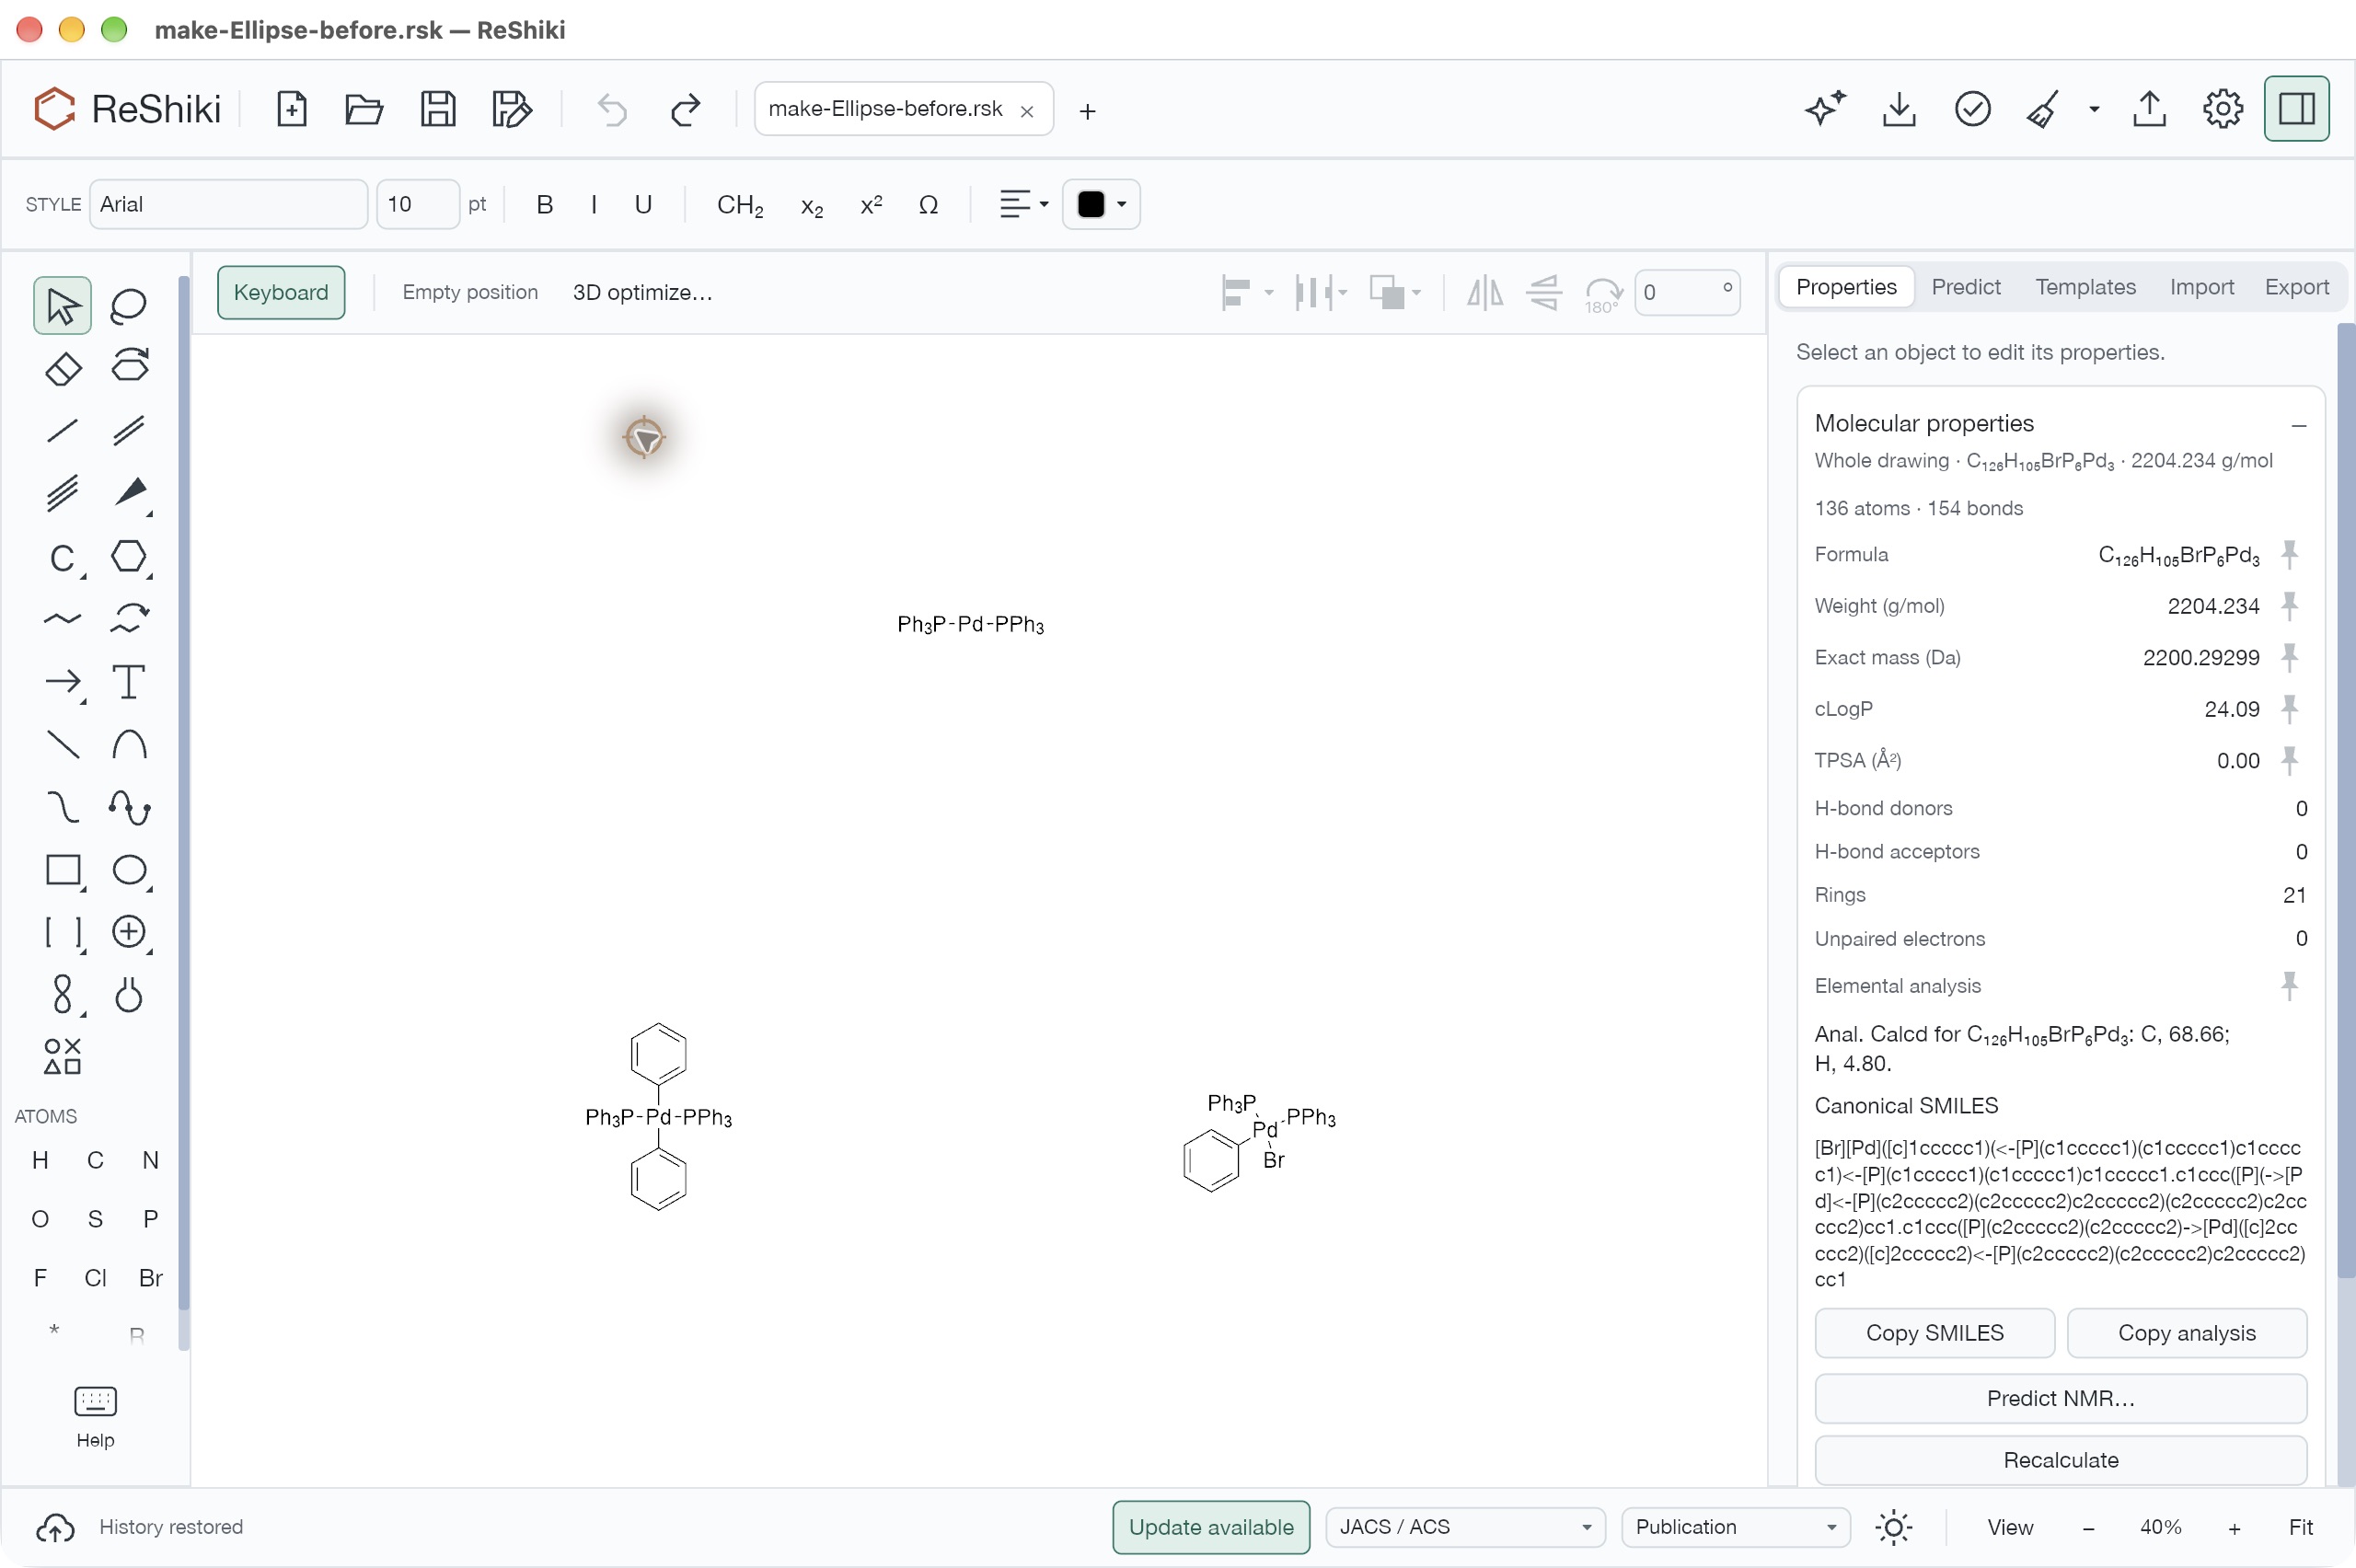 make-Ellipse-before.rsk — ReShiki
ReShiki
make-Ellipse-before.rsk × +
STYLE Arial 10 pt B I U CH₂ x₂ x² Ω
Keyboard Empty position 3D optimize... 180° 0 °
Properties Predict Templates Import Export
Select an object to edit its properties.
Molecular properties –
Whole drawing · C₁₂₆H₁₀₅BrP₆Pd₃ · 2204.234 g/mol
136 atoms · 154 bonds
Formula C₁₂₆H₁₀₅BrP₆Pd₃
Weight (g/mol) 2204.234
Exact mass (Da) 2200.29299
cLogP 24.09
TPSA (Å²) 0.00
H-bond donors 0
H-bond acceptors 0
Rings 21
Unpaired electrons 0
Elemental analysis
Anal. Calcd for C₁₂₆H₁₀₅BrP₆Pd₃: C, 68.66;
H, 4.80.
Canonical SMILES
[Br][Pd]([c]1ccccc1)(<-[P](c1ccccc1)(c1ccccc1)c1cccc
c1)<-[P](c1ccccc1)(c1ccccc1)c1ccccc1.c1ccc([P](->[P
d]<-[P](c2ccccc2)(c2ccccc2)c2ccccc2)(c2ccccc2)c2cc
ccc2)cc1.c1ccc([P](c2ccccc2)(c2ccccc2)->[Pd]([c]2cc
ccc2)([c]2ccccc2)<-[P](c2ccccc2)(c2ccccc2)c2ccccc2)
cc1
Copy SMILES Copy analysis
Predict NMR...
Recalculate
Ph₃P-Pd-PPh₃
Ph₃P-Pd-PPh₃
Ph₃P
Pd PPh₃
Br
C
T
[ ]
ATOMS
H C N
O S P
F Cl Br
* R
Help
History restored Update available JACS / ACS Publication View – 40% + Fit